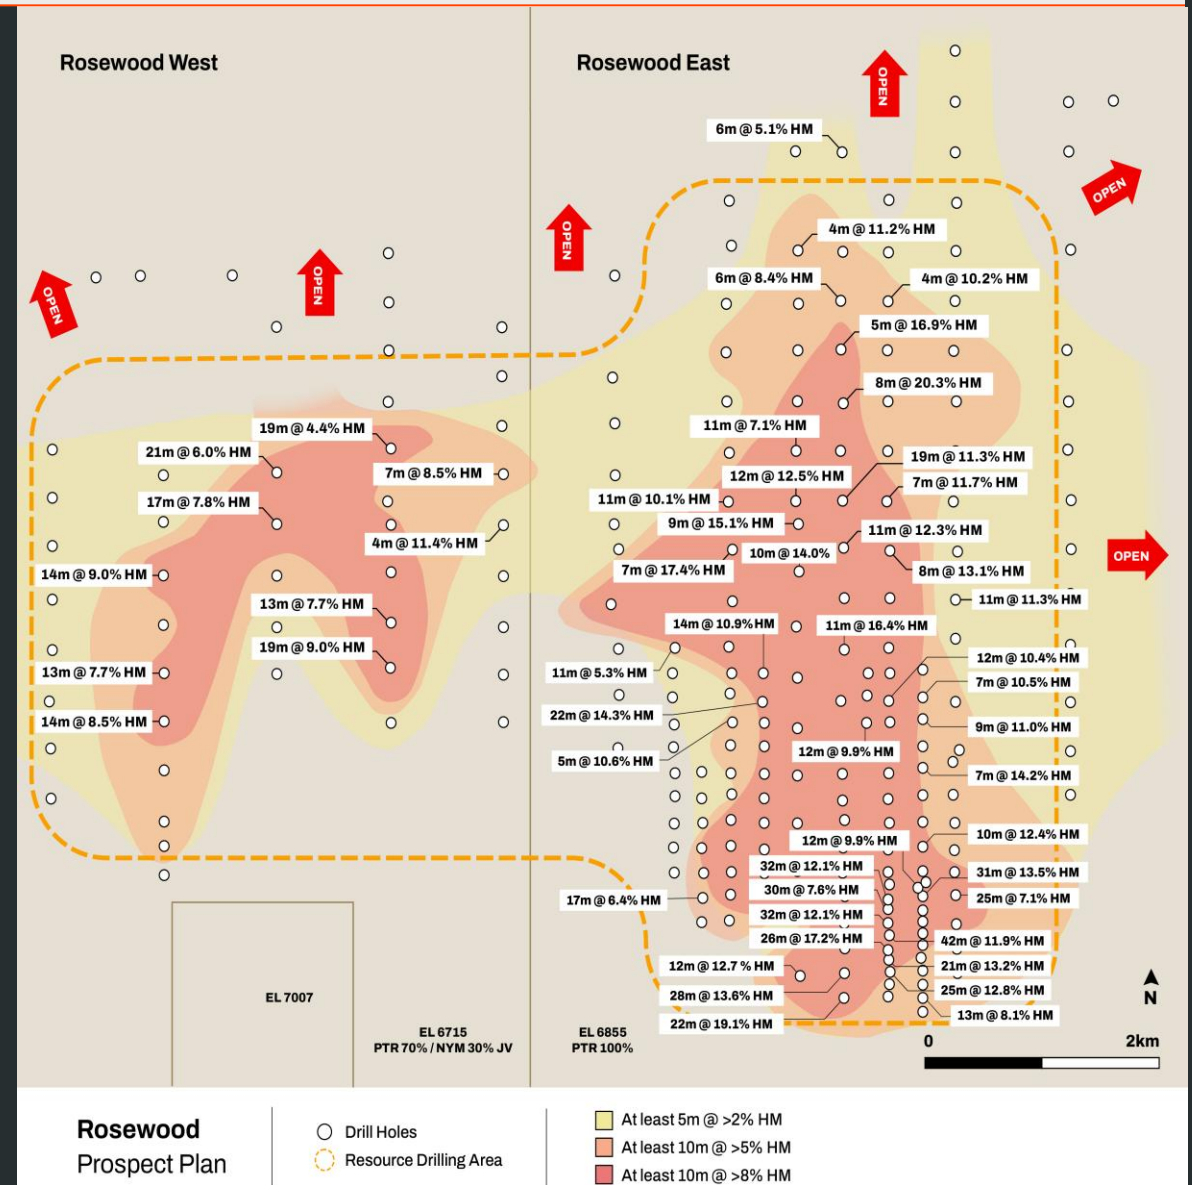 Rosewood West
Rosewood East
OPEN
6m @ 5.1% HM
OPEN
OPEN
4m @ 11.2% HM
OPEN
OPEN
6m @ 8.4% HM
4m @ 10.2% HM
OPEN
5m @ 16.9% HM
8m @ 20.3% HM
19m @ 4.4% HM
11m @ 7.1% HM
21m @ 6.0% HM
19m @ 11.3% HM
7m @ 8.5% HM
12m @ 12.5% HM
7m @ 11.7% HM
17m @ 7.8% HM
11m @ 10.1% HM
9m @ 15.1% HM
11m @ 12.3% HM
4m @ 11.4% HM
10m @ 14.0%
OPEN
14m @ 9.0% HM
7m @ 17.4% HM
8m @ 13.1% HM
13m @ 7.7% HM
11m @ 11.3% HM
14m @ 10.9% HM
11m @ 16.4% HM
19m @ 9.0% HM
12m @ 10.4% HM
13m @ 7.7% HM
11m @ 5.3% HM
7m @ 10.5% HM
14m @ 8.5% HM
22m @ 14.3% HM
9m @ 11.0% HM
5m @ 10.6% HM
12m @ 9.9% HM
7m @ 14.2% HM
12m @ 9.9% HM
10m @ 12.4% HM
32m @ 12.1% HM
31m @ 13.5% HM
30m @ 7.6% HM
25m @ 7.1% HM
17m @ 6.4% HM
32m @ 12.1% HM
26m @ 17.2% HM
42m @ 11.9% HM
12m @ 12.7 % HM
21m @ 13.2% HM
28m @ 13.6% HM
25m @ 12.8% HM
22m @ 19.1% HM
13m @ 8.1% HM
EL 7007
EL 6715
PTR 70% / NYM 30% JV
EL 6855
PTR 100%
N
0
2km
Rosewood
Prospect Plan
Drill Holes
Resource Drilling Area
At least 5m @ >2% HM
At least 10m @ >5% HM
At least 10m @ >8% HM